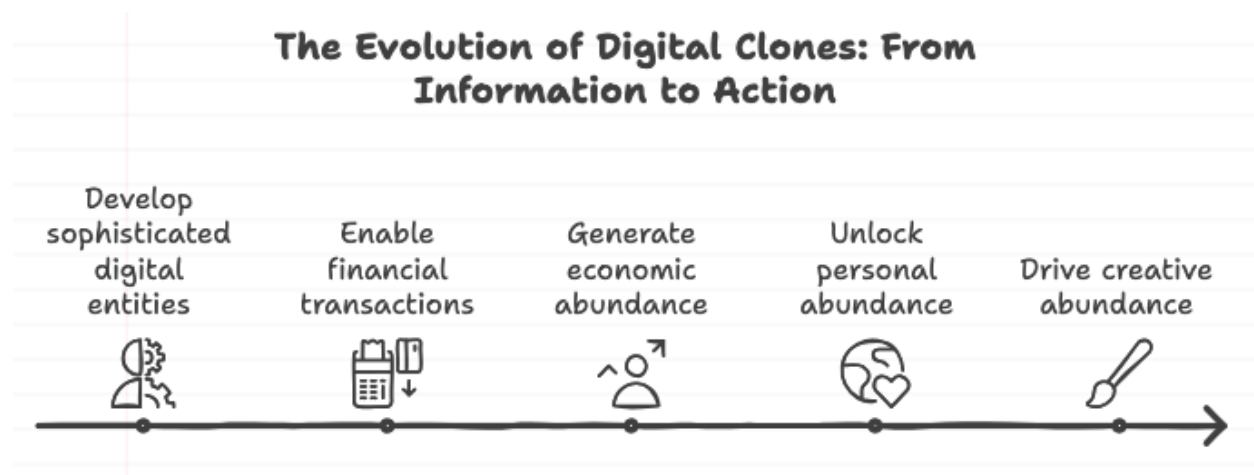 The Evolution of Digital Clones: From
Information to Action
Develop
sophisticated
digital
entities
Enable
financial
transactions
Generate
economic
abundance
Unlock
personal
abundance
Drive creative
abundance